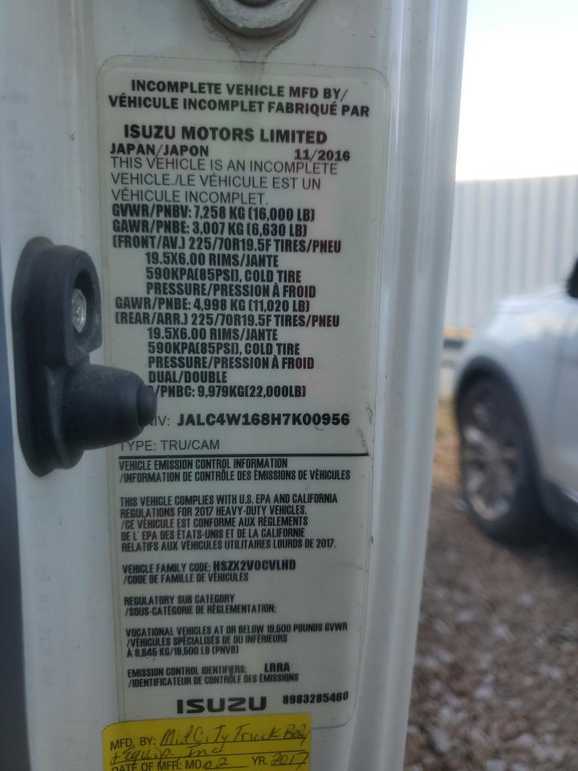 INCOMPLETE VEHICLE MFD BY/
VÉHICULE INCOMPLET FABRIQUÉ PAR
ISUZU MOTORS LIMITED
JAPAN/JAPON 11/2016
THIS VEHICLE IS AN INCOMPLETE
VEHICLE./LE VÉHICULE EST UN
VÉHICULE INCOMPLET.
GVWR/PNBV: 7,258 KG (16,000 LB)
GAWR/PNBE: 3,007 KG (6,630 LB)
(FRONT/AV.) 225/70R19.5F TIRES/PNEU
19.5X6.00 RIMS/JANTE
590KPA(85PSI), COLD TIRE
PRESSURE/PRESSION À FROID
GAWR/PNBE: 4,998 KG (11,020 LB)
(REAR/ARR.) 225/70R19.5F TIRES/PNEU
19.5X6.00 RIMS/JANTE
590KPA(85PSI), COLD TIRE
PRESSURE/PRESSION À FROID
DUAL/DOUBLE
/PNBC: 9,979KG(22,000LB)
NIV: JALC4W168H7K00956
TYPE: TRU/CAM
VEHICLE EMISSION CONTROL INFORMATION
/INFORMATION DE CONTRÔLE DES ÉMISSIONS DE VÉHICULES
THIS VEHICLE COMPLIES WITH U.S. EPA AND CALIFORNIA
REGULATIONS FOR 2017 HEAVY-DUTY VEHICLES.
/CE VÉHICULE EST CONFORME AUX RÈGLEMENTS
DE L'EPA DES ÉTATS-UNIS ET DE LA CALIFORNIE
RELATIFS AUX VÉHICULES UTILITAIRES LOURDS DE 2017.
VEHICLE FAMILY CODE: HSZX2VOCVLHD
/CODE DE FAMILLE DE VÉHICULES
REGULATORY SUB CATEGORY
/SOUS-CATÉGORIE DE RÉGLEMENTATION:
VOCATIONAL VEHICLES AT OR BELOW 19,500 POUNDS GVWR
/VÉHICULES SPÉCIALISÉS DE OU INFÉRIEURS
À 8,845 KG/19,500 LB (PNVB)
EMISSION CONTROL IDENTIFIERS: LRRA
/IDENTIFICATEUR DE CONTRÔLE DES ÉMISSIONS
ISUZU 8983285460
MFD. BY: Mid City Truck Body
+ Equip Ind
DATE OF MFR: MO. 02 YR. 2017